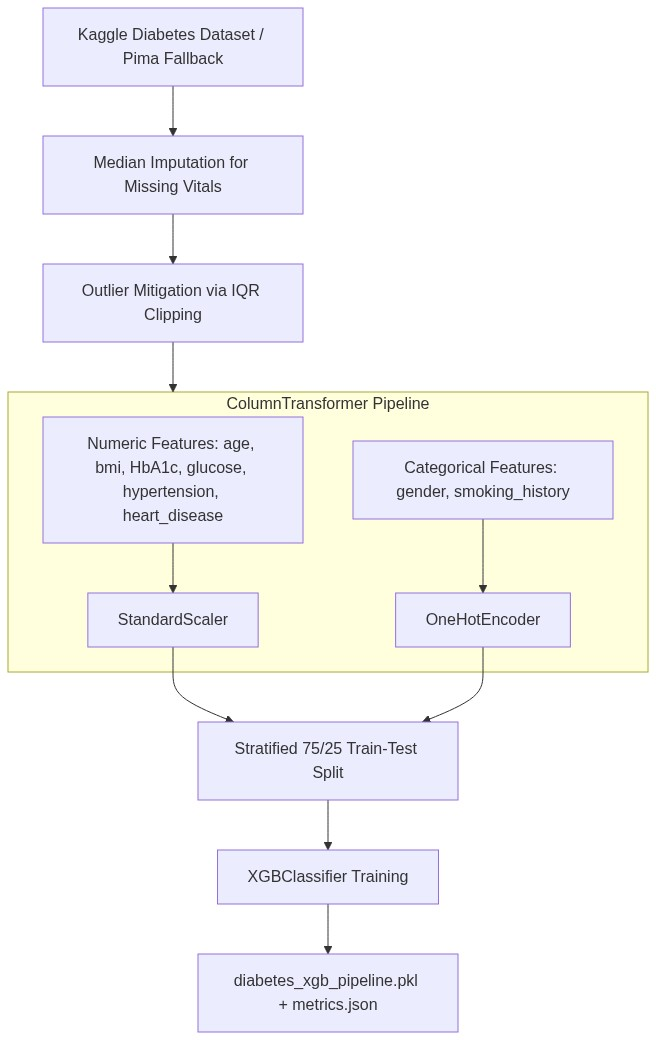 Kaggle Diabetes Dataset /
Pima Fallback
Median Imputation for
Missing Vitals
Outlier Mitigation via IQR
Clipping
ColumnTransformer Pipeline
Numeric Features: age,
bmi, HbA1c, glucose,
hypertension,
heart_disease
Categorical Features:
gender, smoking_history
StandardScaler
OneHotEncoder
Stratified 75/25 Train-Test
Split
XGBClassifier Training
diabetes_xgb_pipeline.pkl
+ metrics.json